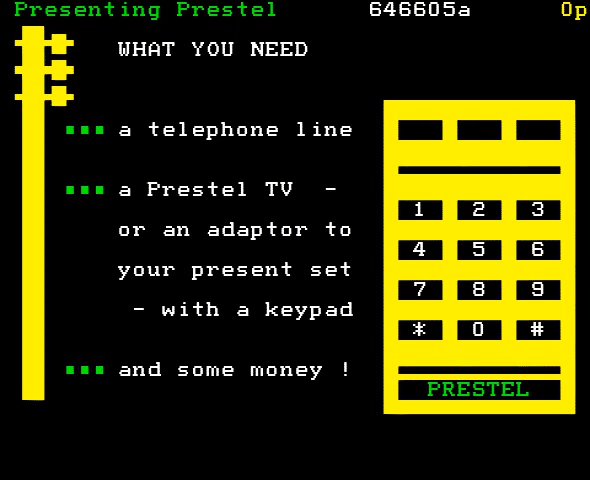 Presenting Prestel 646605a 0p
WHAT YOU NEED
a telephone line
a Prestel TV -
or an adaptor to
your present set
- with a keypad
and some money !
1 2 3
4 5 6
7 8 9
* 0 #
PRESTEL